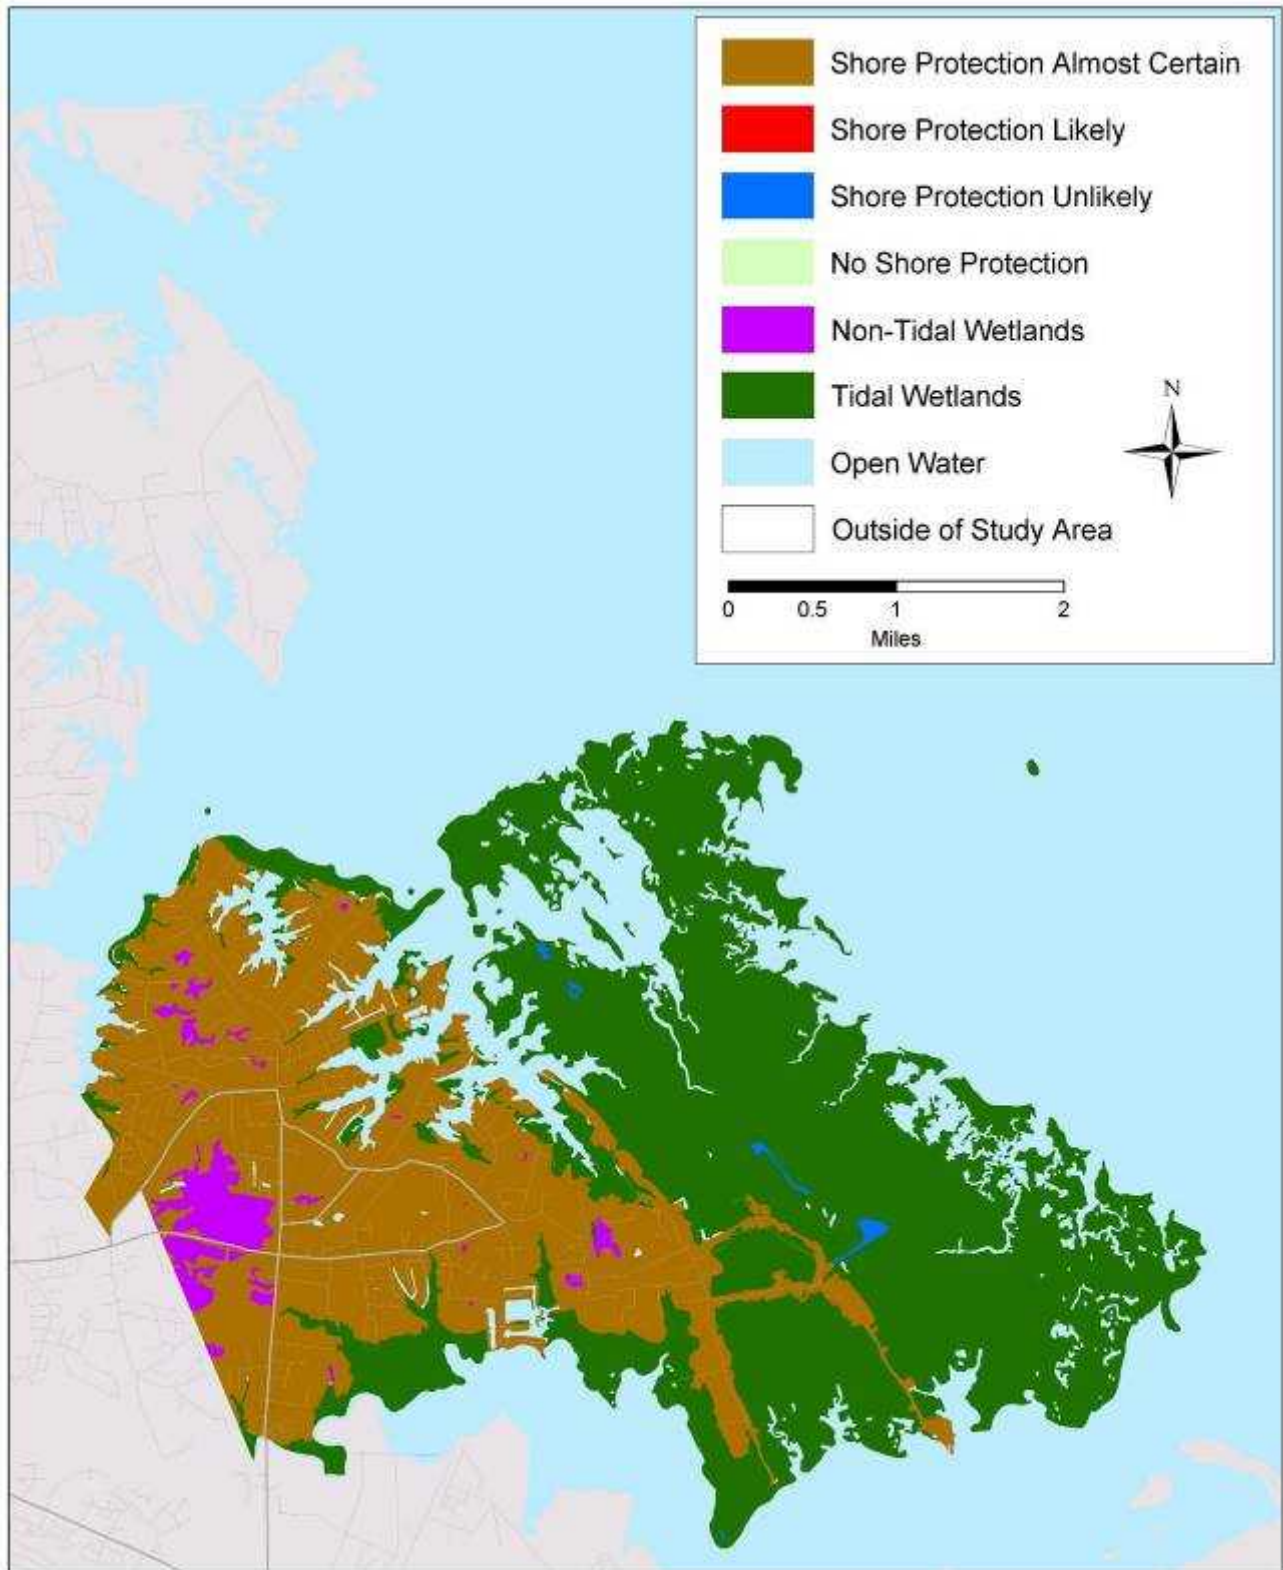 Shore Protection Almost Certain
Shore Protection Likely
Shore Protection Unlikely
No Shore Protection
Non-Tidal Wetlands
Tidal Wetlands
N
Open Water
Outside of Study Area
0 0.5 1 2
Miles